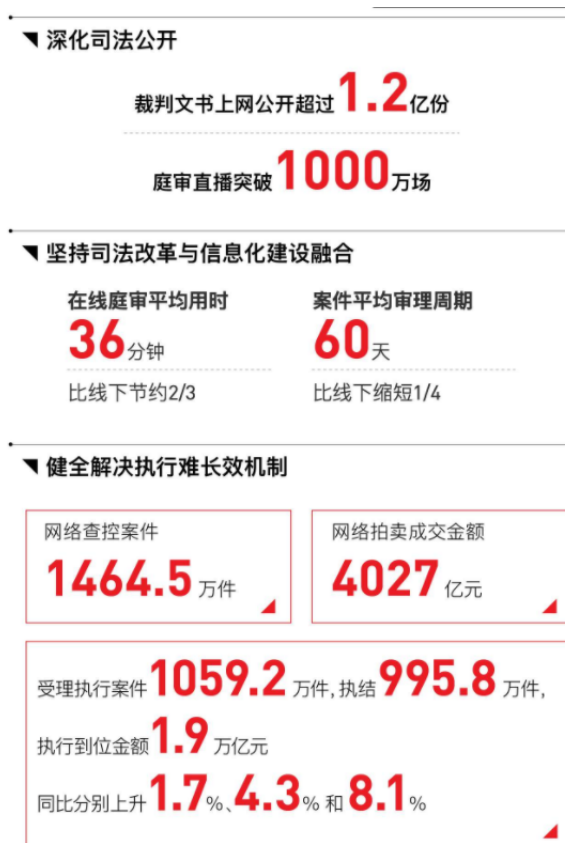 深化司法公开
裁判文书上网公开超过1.2亿份
庭审直播突破1000万场
坚持司法改革与信息化建设融合
在线庭审平均用时
36分钟
比线下节约2/3
案件平均审理周期
60天
比线下缩短1/4
健全解决执行难长效机制
网络查控案件
1464.5万件
网络拍卖成交金额
4027亿元
受理执行案件1059.2万件,执结995.8万件,
执行到位金额1.9万亿元
同比分别上升1.7%、4.3%和8.1%